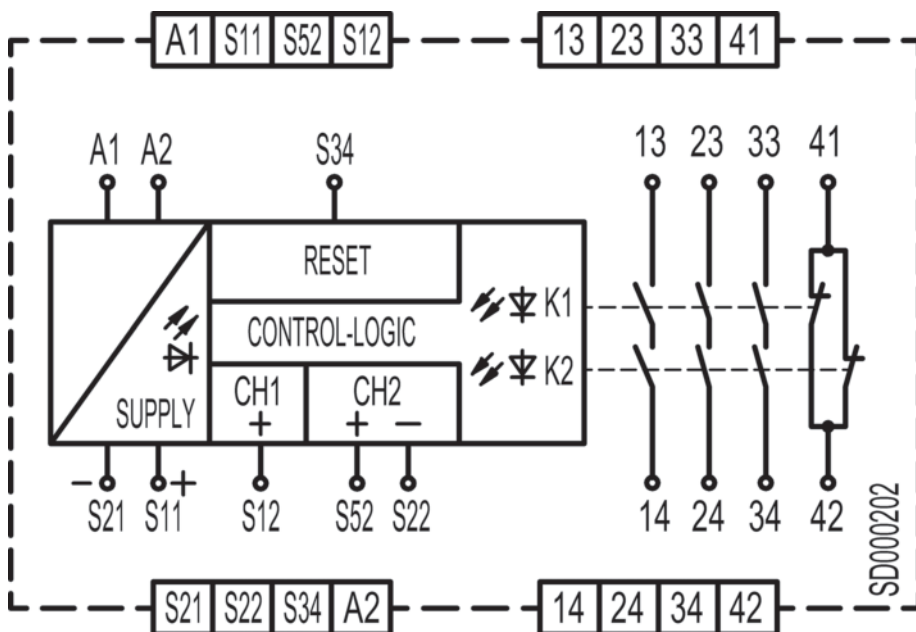 A1 S11 S52 S12 13 23 33 41
A1 A2 S34 13 23 33 41
RESET
K1
CONTROL-LOGIC
K2
CH1 CH2
SUPPLY + + −
− S21 S11 + S12 S52 S22 14 24 34 42
SD000202
S21 S22 S34 A2 14 24 34 42